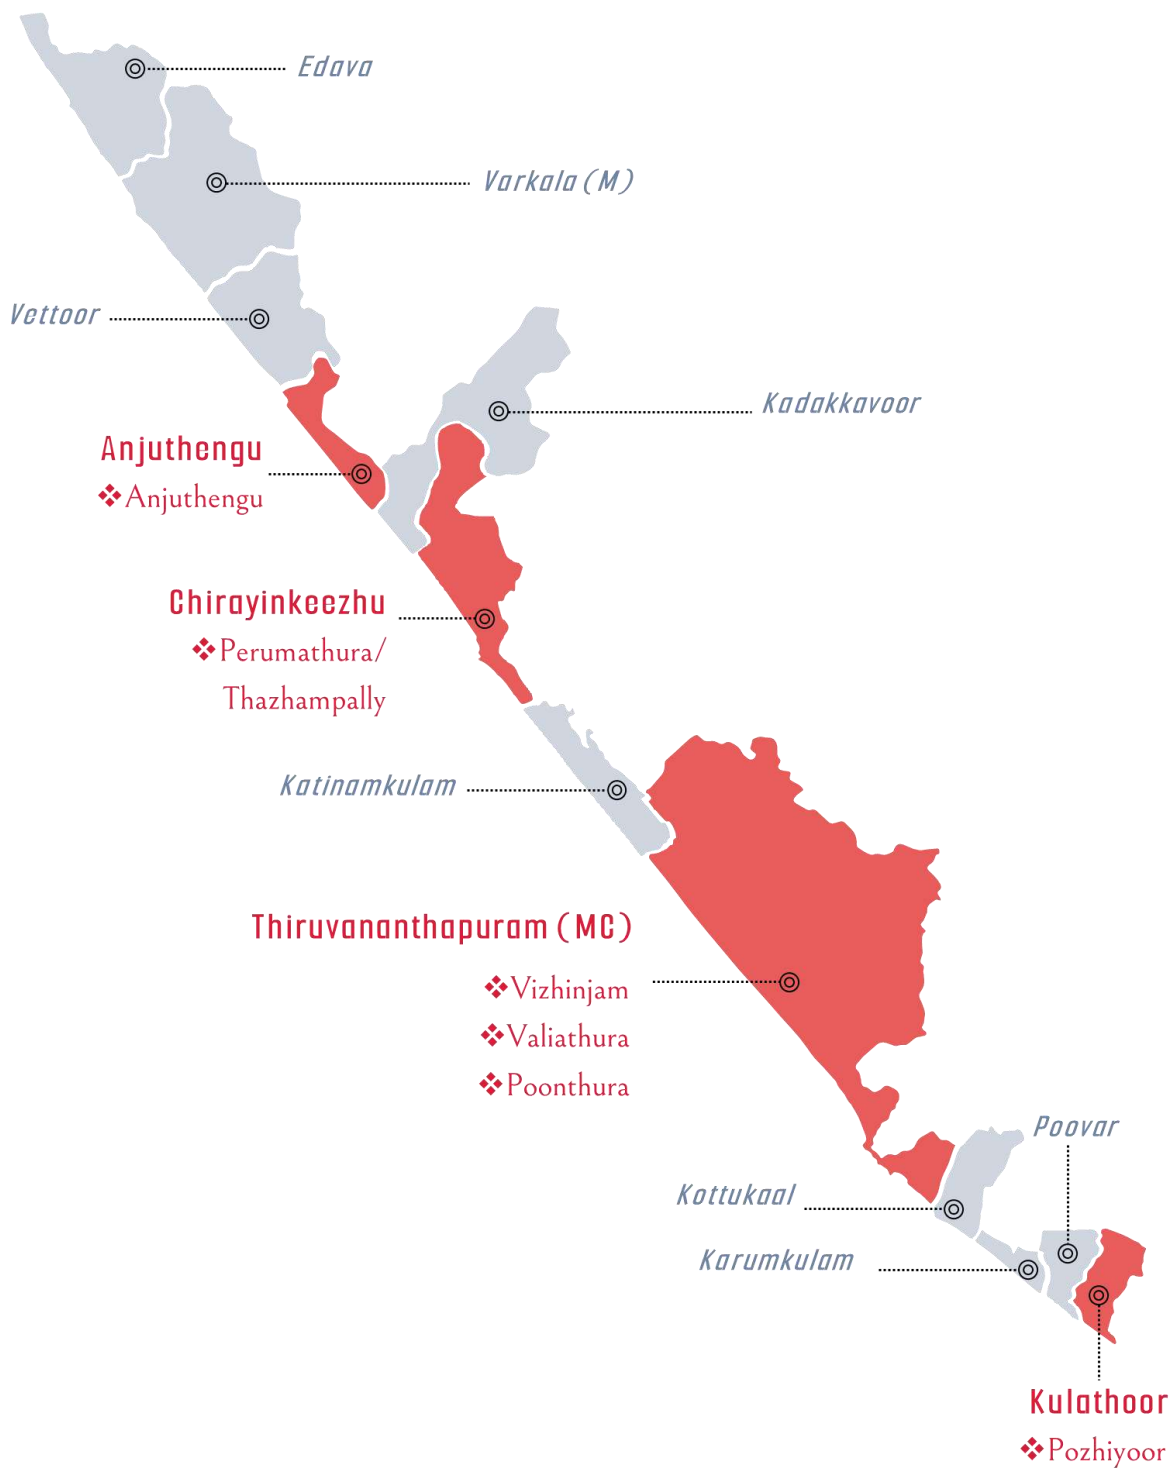 Edava
Varkala (M)
Vettoor
Kadakkavoor
Anjuthengu
❖Anjuthengu
Chirayinkeezhu
❖Perumathura/
Thazhampally
Katinamkulam
Thiruvananthapuram (MC)
❖Vizhinjam
❖Valiathura
❖Poonthura
Poovar
Kottukaal
Karumkulam
Kulathoor
❖Pozhiyoor